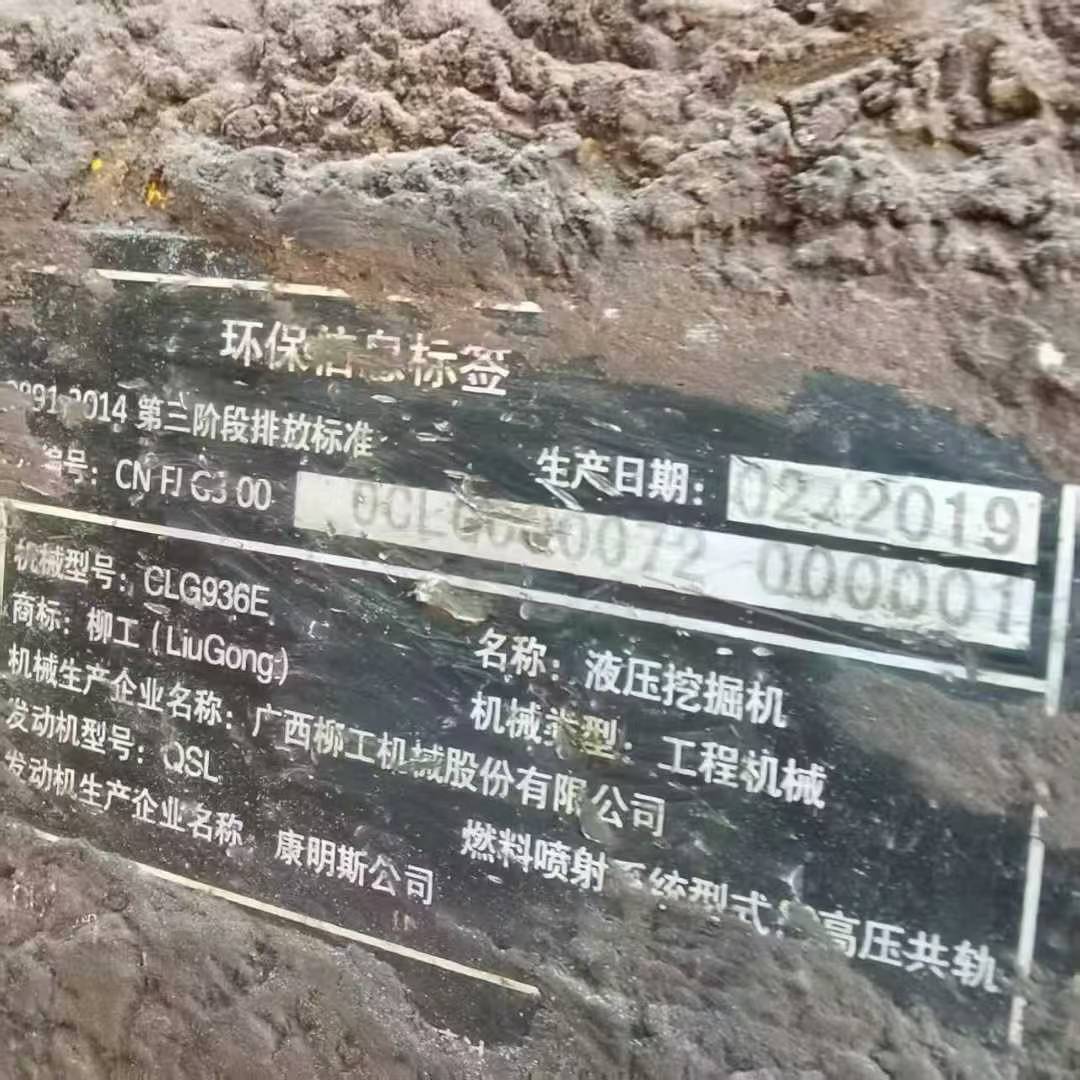 环保信息标签
2014 第三阶段排放标准
生产日期: 2019
编号: CN FJ G3 00 000001
机械型号: CLG936E
名称: 液压挖掘机
商标: 柳工 (LiuGong)
机械类型: 工程机械
机械生产企业名称: 广西柳工机械股份有限公司
发动机型号: QSL
燃料喷射系统型式: 高压共轨
发动机生产企业名称 康明斯公司